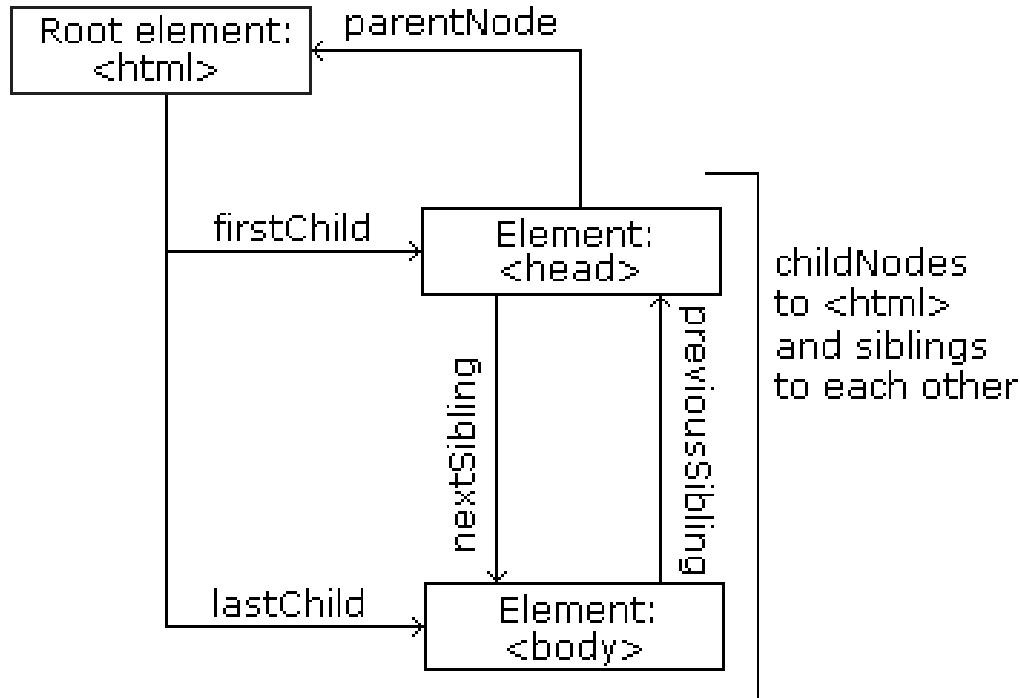 Root element:
<html>
parentNode
firstChild
Element:
<head>
childNodes
to <html>
and siblings
to each other
nextSibling
previousSibling
lastChild
Element:
<body>